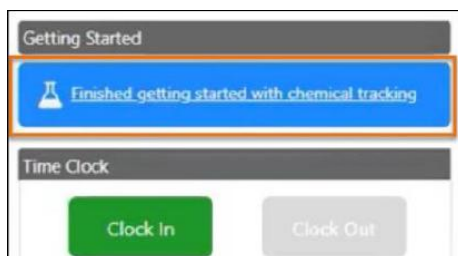 Getting Started
Finished getting started with chemical tracking
Time Clock
Clock In
Clock Out